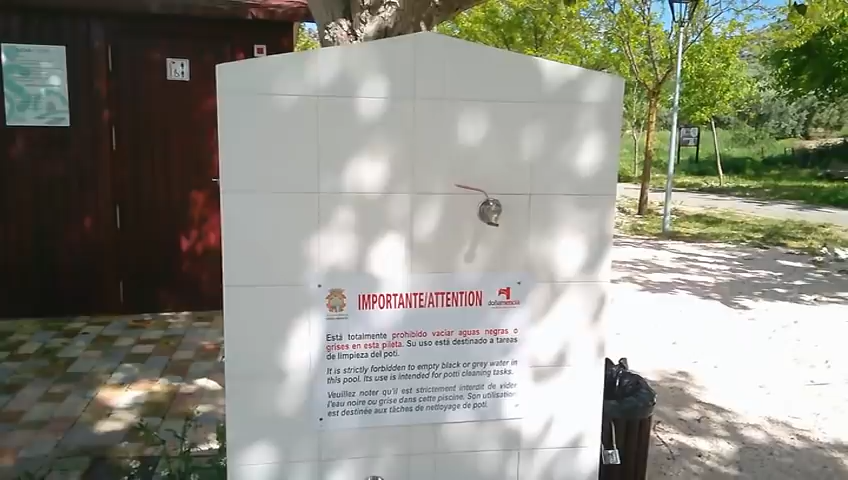 IMPORTANTE/ATTENTION
doñamencía
Está totalmente prohibido vaciar aguas negras o
grises en esta pileta. Su uso está destinado a tareas
de limpieza del poti.
It is strictly forbidden to empty black or grey water in
this pool. Its use is intended for potti cleaning tasks.
Veuillez noter qu'il est strictement interdit de vider
l'eau noire ou grise dans cette piscine. Son utilisation
est destinée aux tâches de nettoyage de poti.